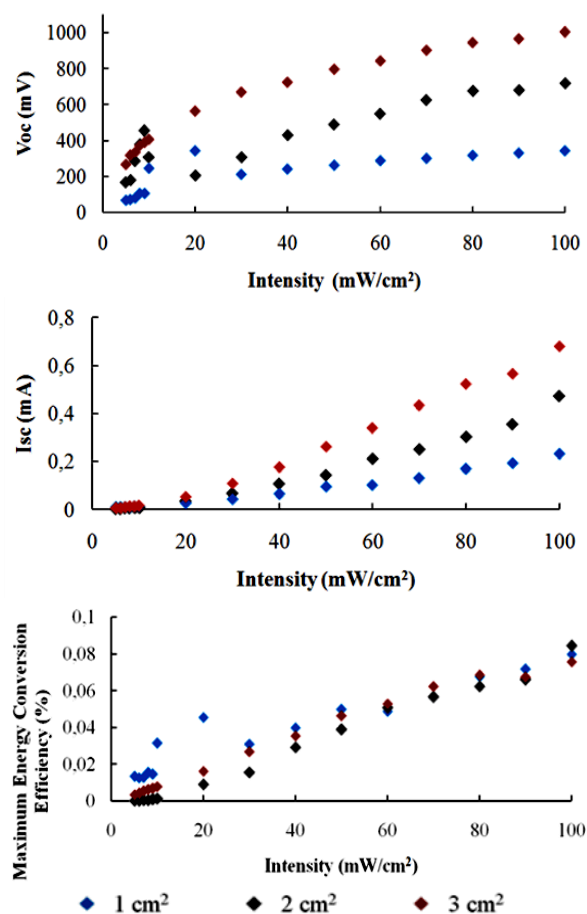 1000
800
600
400
200
0
Voc (mV)
0 20 40 60 80 100
Intensity (mW/cm²)
0,8
0,6
0,4
0,2
0
Isc (mA)
0 20 40 60 80 100
Intensity (mW/cm²)
0,1
0.08
0.06
0.04
0.02
0
Maximum Energy Conversion
Efficiency (%)
0 20 40 60 80 100
Intensity (mW/cm²)
1 cm² 2 cm² 3 cm²